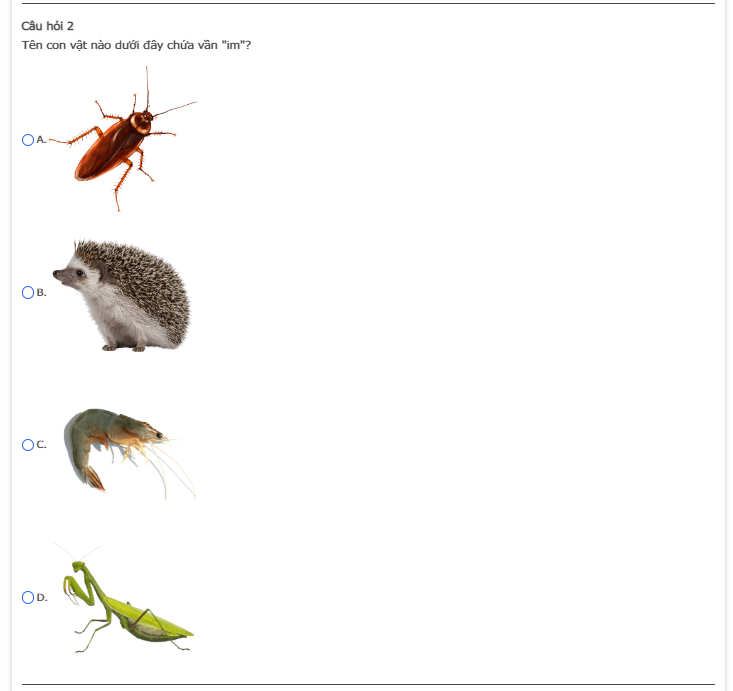 Câu hỏi 2
Tên con vật nào dưới đây chứa vần "im"?
A.
B.
C.
D.